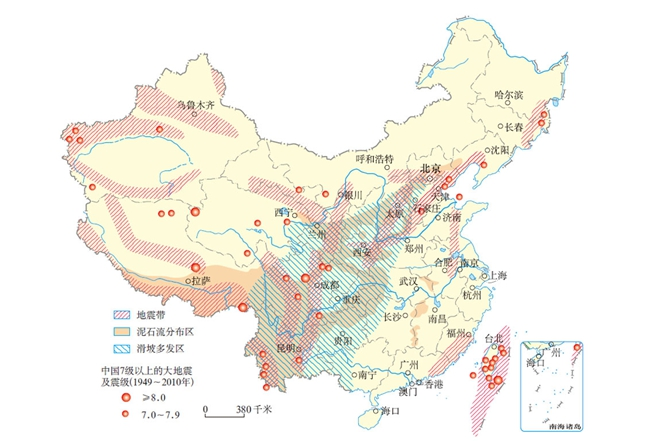 哈尔滨
乌鲁木齐
长春
沈阳
呼和浩特
北京
天津
银川
石家庄
太原
济南
西宁
兰州
西安
郑州
拉萨
成都
合肥
南京
上海
武汉
杭州
重庆
长沙
南昌
贵阳
福州
台北
昆明
南宁
广州
香港
澳门
海口
地震带
泥石流分布区
滑坡多发区
中国7级以上的大地震
及震级(1949~2010年)
≥8.0
7.0~7.9
0 380千米
广州
海口
南海诸岛